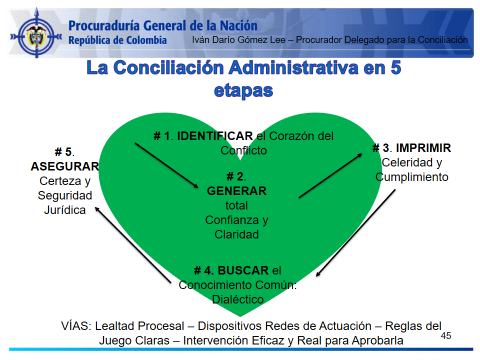 Procuraduría General de la Nación
República de Colombia
Iván Darío Gómez Lee – Procurador Delegado para la Conciliación
La Conciliación Administrativa en 5
etapas
# 1. IDENTIFICAR el Corazón del
Conflicto
# 2.
GENERAR
total
Confianza y
Claridad
# 3. IMPRIMIR
Celeridad y
Cumplimiento
# 4. BUSCAR el
Conocimiento Común:
Dialéctico
# 5.
ASEGURAR
Certeza y
Seguridad
Jurídica
VÍAS: Lealtad Procesal – Dispositivos Redes de Actuación – Reglas del
Juego Claras – Intervención Eficaz y Real para Aprobarla
45